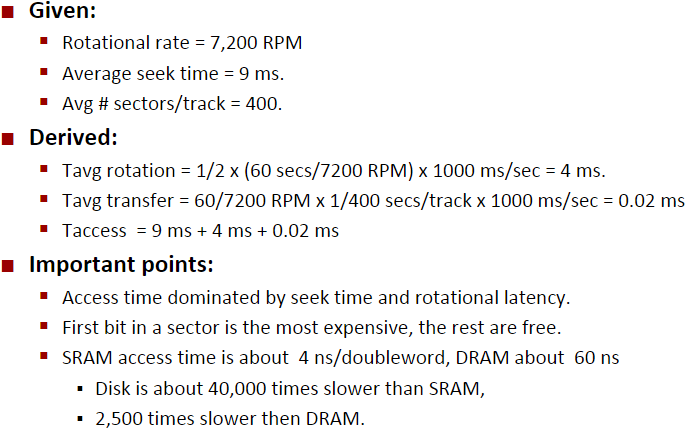 Given:
Rotational rate = 7,200 RPM
Average seek time = 9 ms.
Avg # sectors/track = 400.
Derived:
Tavg rotation = 1/2 x (60 secs/7200 RPM) x 1000 ms/sec = 4 ms.
Tavg transfer = 60/7200 RPM x 1/400 secs/track x 1000 ms/sec = 0.02 ms
Taccess = 9 ms + 4 ms + 0.02 ms
Important points:
Access time dominated by seek time and rotational latency.
First bit in a sector is the most expensive, the rest are free.
SRAM access time is about 4 ns/doubleword, DRAM about 60 ns
Disk is about 40,000 times slower than SRAM,
2,500 times slower then DRAM.